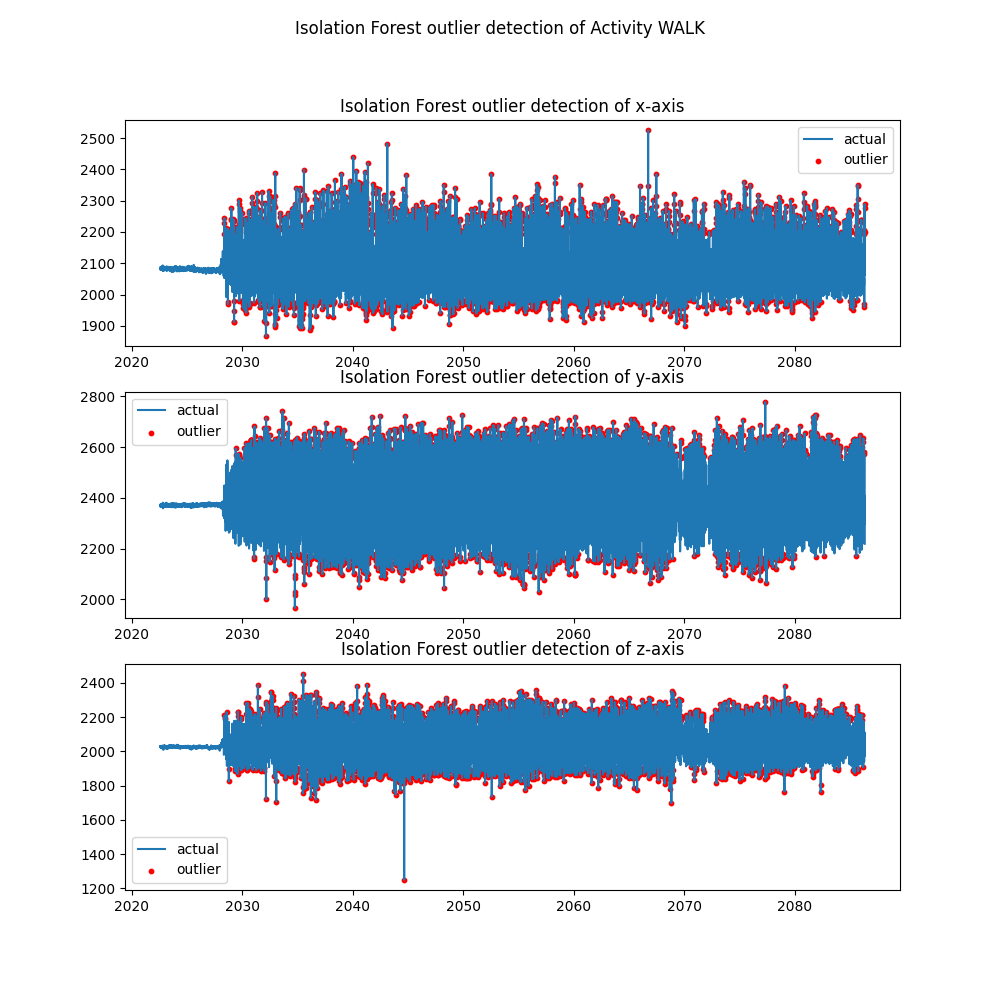 Isolation Forest outlier detection of Activity WALK
Isolation Forest outlier detection of x-axis
2500
2400
2300
2200
2100
2000
1900
actual
outlier
2020 2030 2040 2050 2060 2070 2080
Isolation Forest outlier detection of y-axis
2800
2600
2400
2200
2000
actual
outlier
2020 2030 2040 2050 2060 2070 2080
Isolation Forest outlier detection of z-axis
2400
2200
2000
1800
1600
1400
1200
actual
outlier
2020 2030 2040 2050 2060 2070 2080